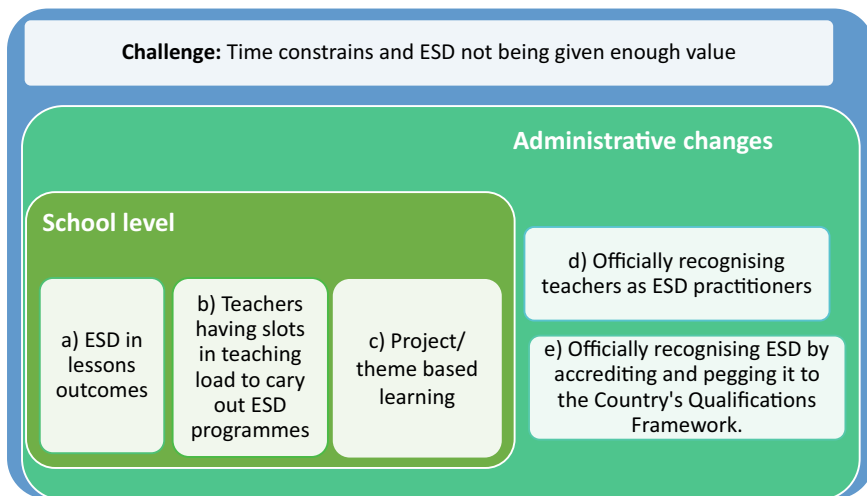 Challenge: Time constrains and ESD not being given enough value
Administrative changes
School level
a) ESD in
lessons
outcomes
b) Teachers
having slots
in teaching
load to cary
out ESD
programmes
c) Project/
theme based
learning
d) Officially recognising
teachers as ESD practitioners
e) Officially recognising ESD by
accrediting and pegging it to
the Country's Qualifications
Framework.